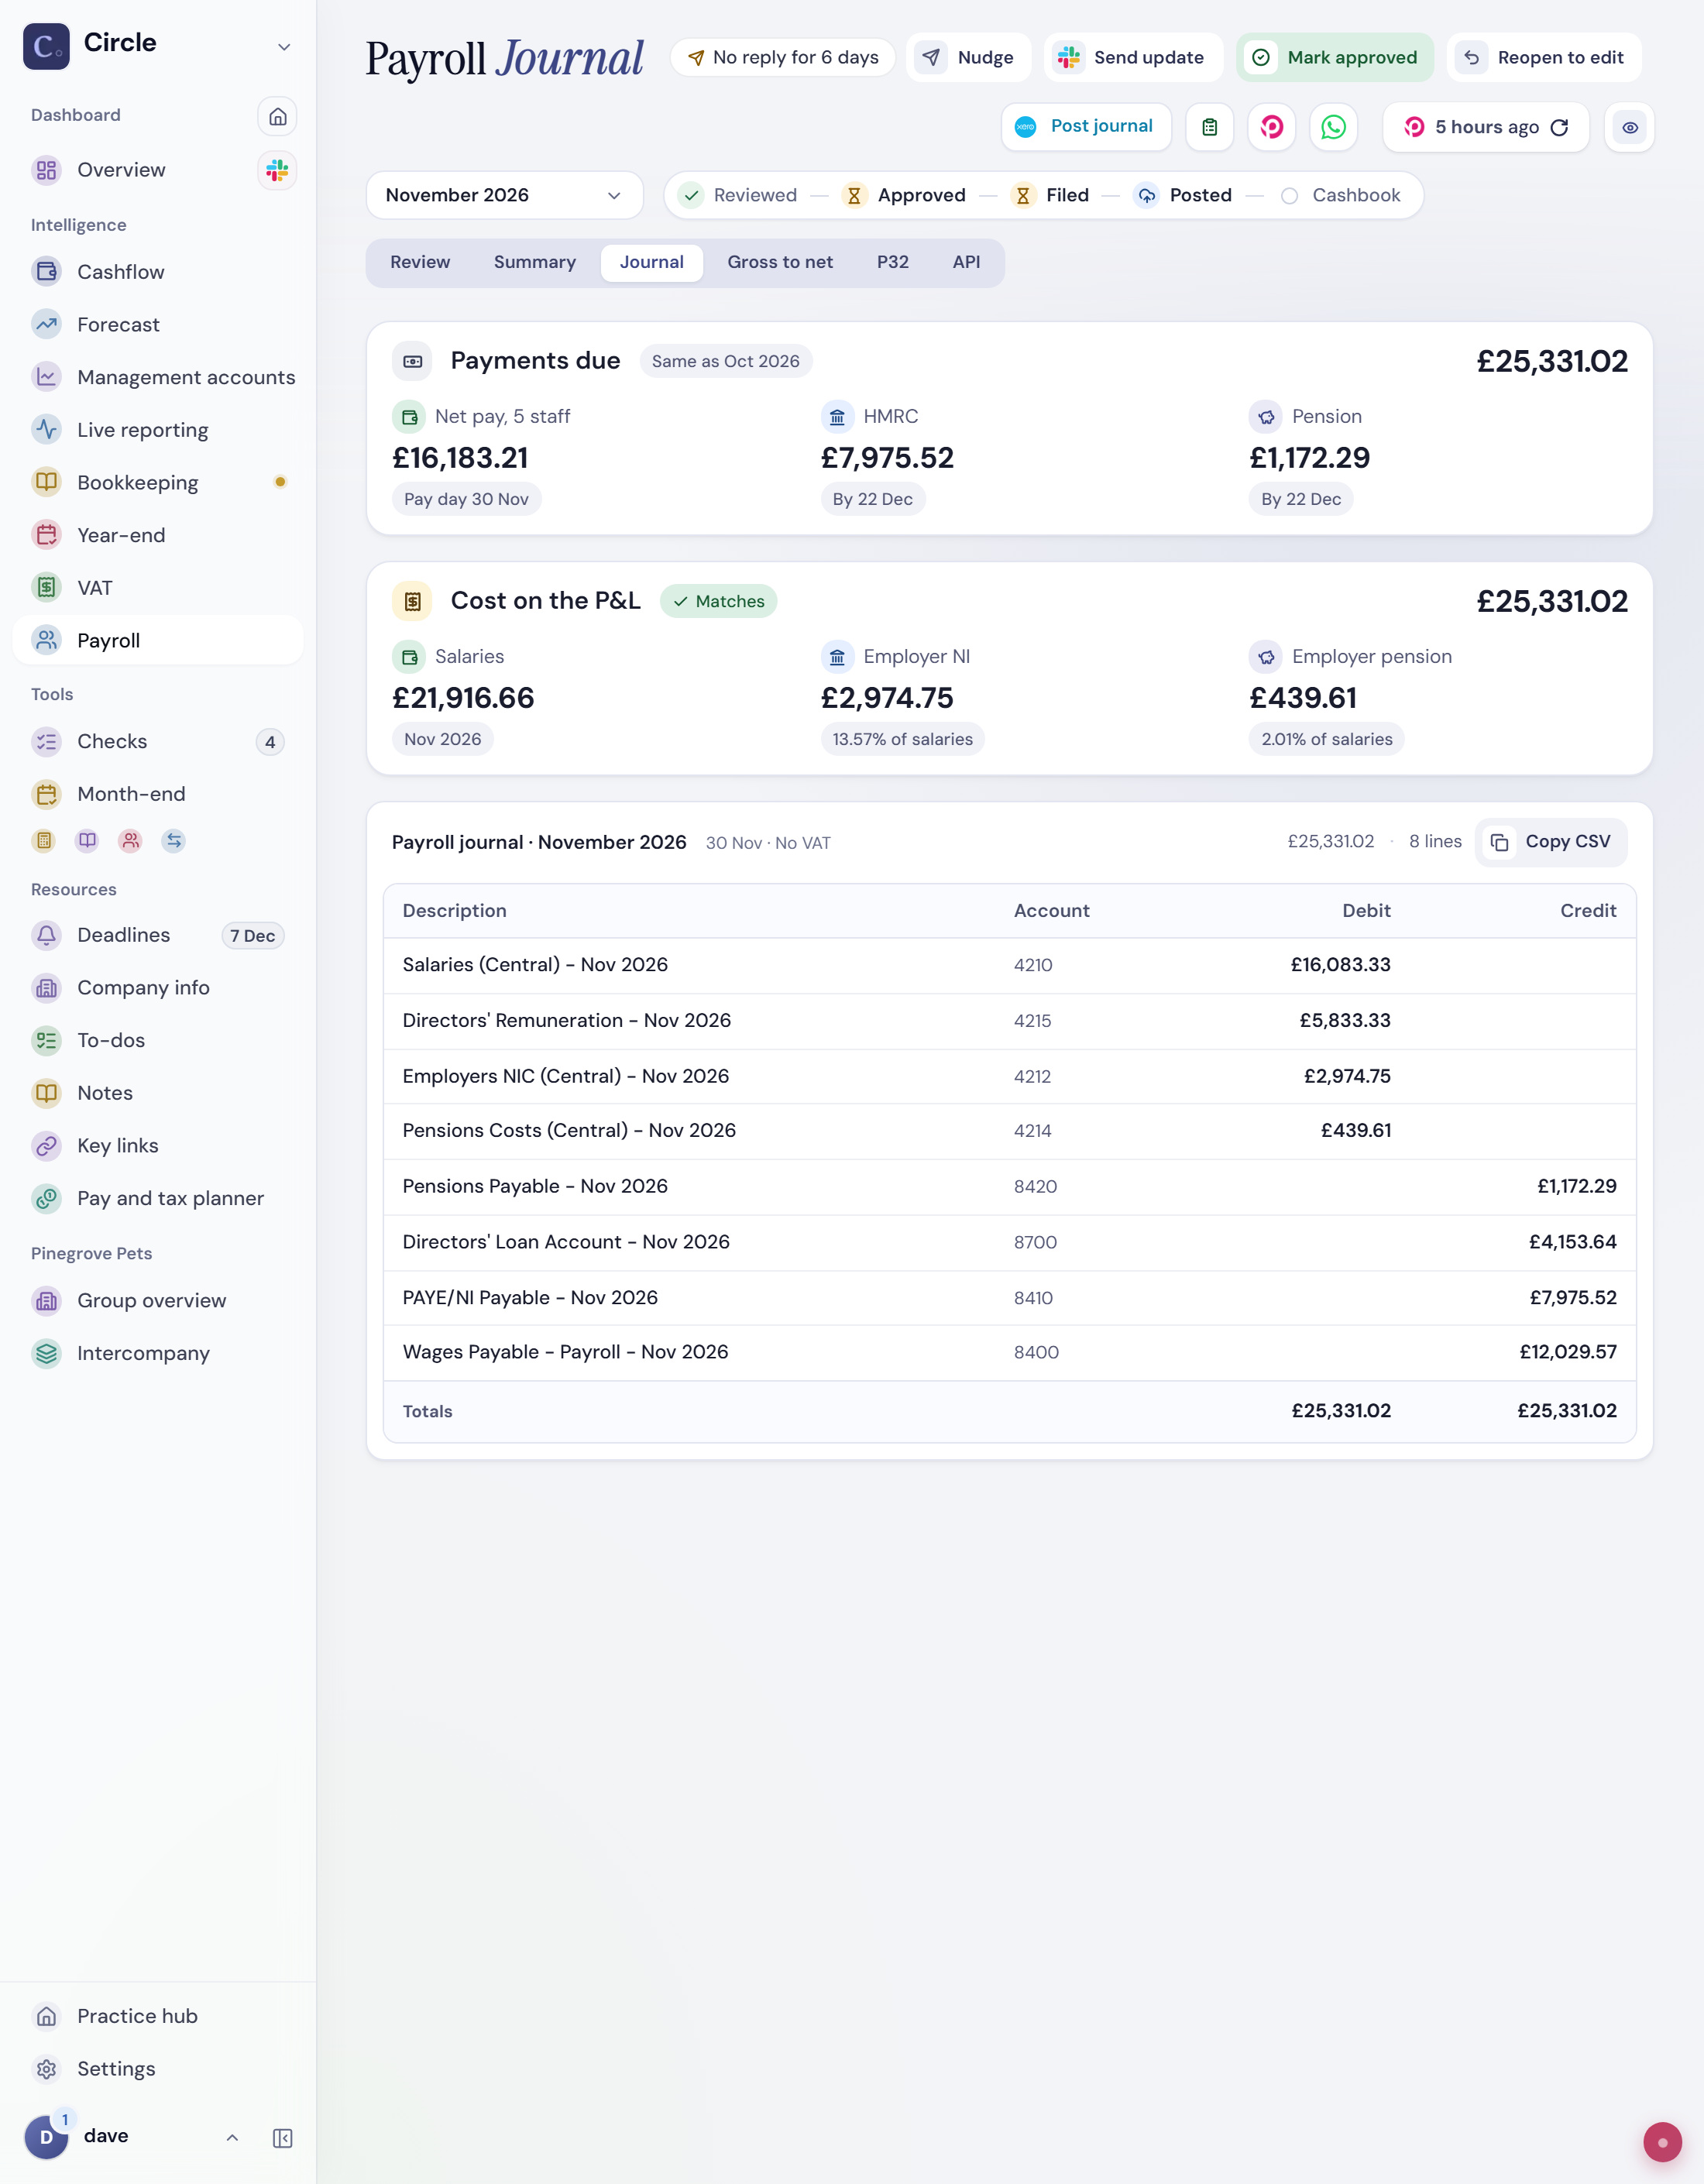 C.
Circle
Dashboard
Overview
Intelligence
Cashflow
Forecast
Management accounts
Live reporting
Bookkeeping
Year-end
VAT
Payroll
Tools
Checks 4
Month-end
Resources
Deadlines 7 Dec
Company info
To-dos
Notes
Key links
Pay and tax planner
Pinegrove Pets
Group overview
Intercompany
Practice hub
Settings
D 1 dave
Payroll Journal
No reply for 6 days
Nudge
Send update
Mark approved
Reopen to edit
xero Post journal
5 hours ago
November 2026
Reviewed — Approved — Filed — Posted — Cashbook
Review Summary Journal Gross to net P32 API
Payments due Same as Oct 2026 £25,331.02
Net pay, 5 staff HMRC Pension
£16,183.21 £7,975.52 £1,172.29
Pay day 30 Nov By 22 Dec By 22 Dec
Cost on the P&L Matches £25,331.02
Salaries Employer NI Employer pension
£21,916.66 £2,974.75 £439.61
Nov 2026 13.57% of salaries 2.01% of salaries
Payroll journal · November 2026 30 Nov · No VAT £25,331.02 · 8 lines Copy CSV
Description Account Debit Credit
Salaries (Central) - Nov 2026 4210 £16,083.33
Directors' Remuneration - Nov 2026 4215 £5,833.33
Employers NIC (Central) - Nov 2026 4212 £2,974.75
Pensions Costs (Central) - Nov 2026 4214 £439.61
Pensions Payable - Nov 2026 8420 £1,172.29
Directors' Loan Account - Nov 2026 8700 £4,153.64
PAYE/NI Payable - Nov 2026 8410 £7,975.52
Wages Payable - Payroll - Nov 2026 8400 £12,029.57
Totals £25,331.02 £25,331.02